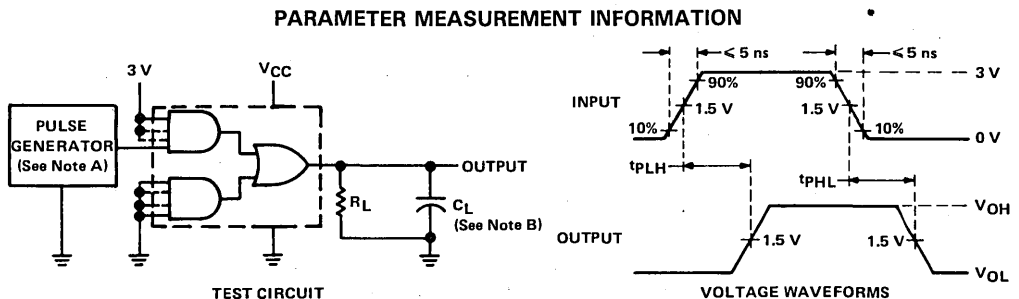 PARAMETER MEASUREMENT INFORMATION
3 V
VCC
PULSE
GENERATOR
(See Note A)
OUTPUT
RL
CL
(See Note B)
TEST CIRCUIT
≤ 5 ns
≤ 5 ns
3 V
90%
90%
INPUT
1.5 V
1.5 V
10%
10%
0 V
tPLH
tPHL
VOH
OUTPUT
1.5 V
1.5 V
VOL
VOLTAGE WAVEFORMS